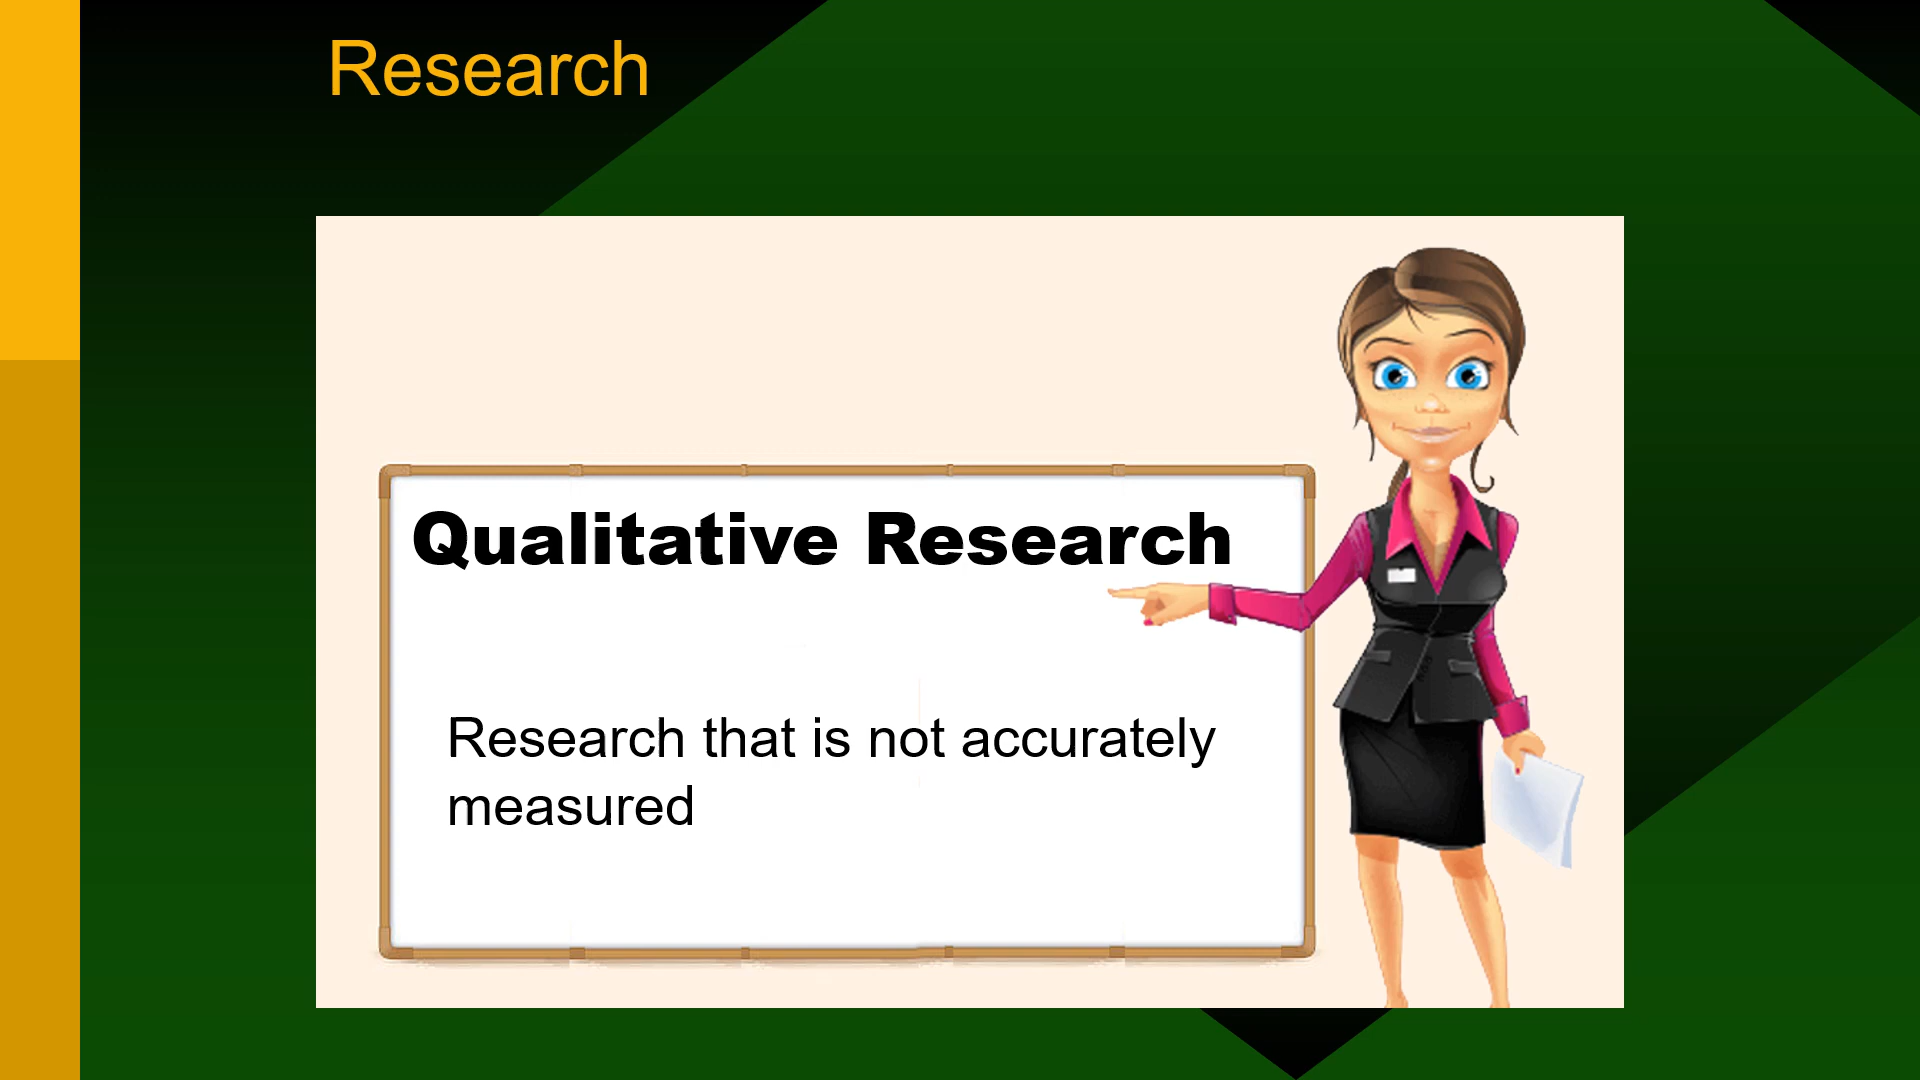 Research
Qualitative Research
Research that is not accurately
measured